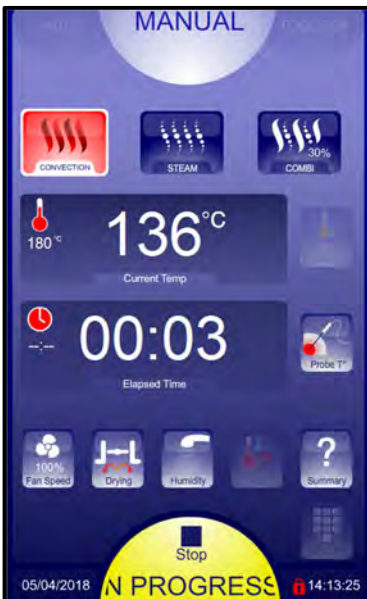 MANUAL
30%
CONVECTION
STEAM
COMBI
180 °c
136°C
Current Temp
--:--
00:03
Elapsed Time
Probe T°
100%
Fan Speed
Drying
Humidity
?
Summary
Stop
05/04/2018
N PROGRESS
14:13:25